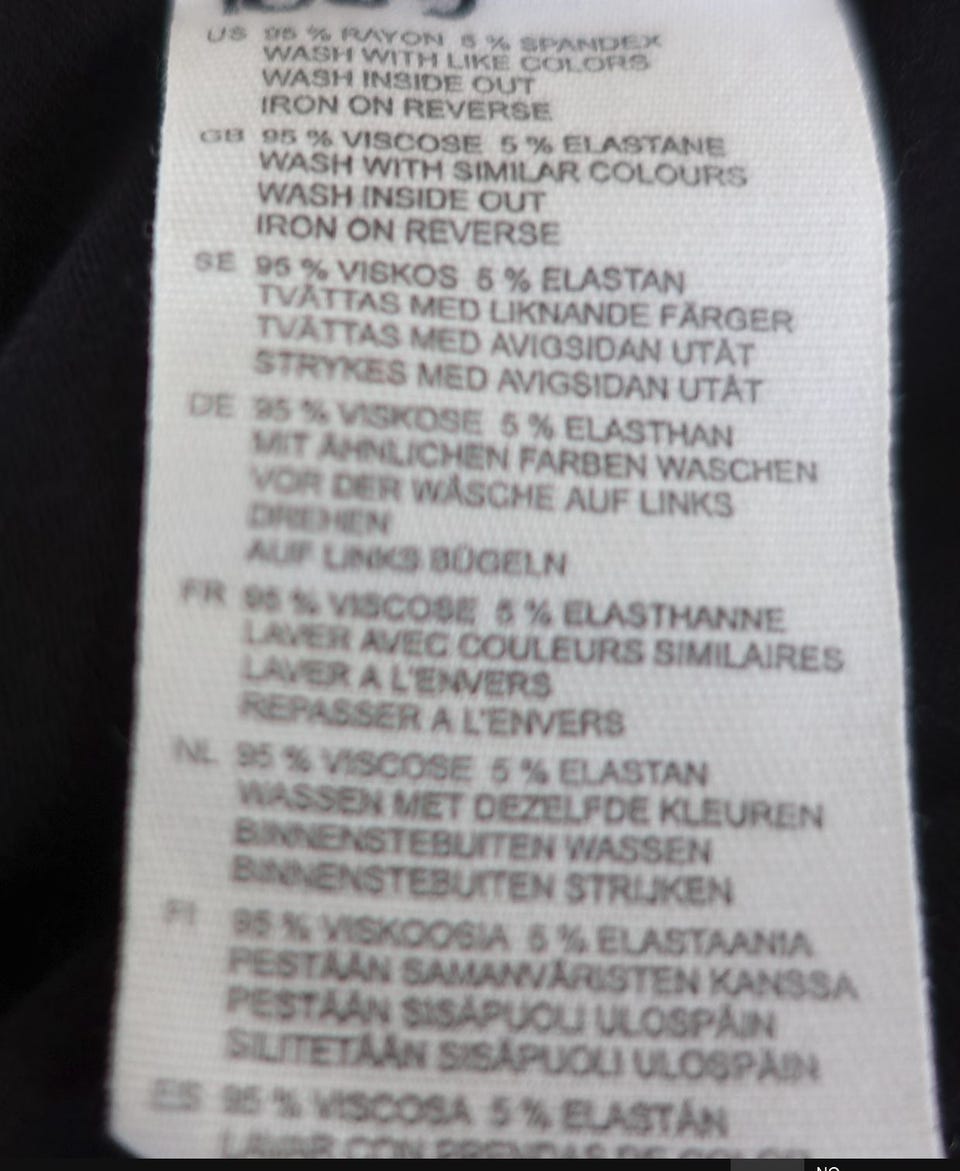 US 95 % RAYON 5 % SPANDEX
WASH WITH LIKE COLORS
WASH INSIDE OUT
IRON ON REVERSE
GB 95 % VISCOSE 5 % ELASTANE
WASH WITH SIMILAR COLOURS
WASH INSIDE OUT
IRON ON REVERSE
SE 95 % VISKOS 5 % ELASTAN
TVÄTTAS MED LIKNANDE FÄRGER
TVÄTTAS MED AVIGSIDAN UTÅT
STRYKES MED AVIGSIDAN UTÅT
DE 95 % VISKOSE 5 % ELASTHAN
MIT ÄHNLICHEN FARBEN WASCHEN
VOR DER WÄSCHE AUF LINKS
DREHEN
AUF LINKS BÜGELN
FR 95 % VISCOSE 5 % ELASTHANNE
LAVER AVEC COULEURS SIMILAIRES
LAVER A L'ENVERS
REPASSER A L'ENVERS
NL 95 % VISCOSE 5 % ELASTAN
WASSEN MET DEZELFDE KLEUREN
BINNENSTEBUITEN WASSEN
BINNENSTEBUITEN STRIJKEN
FI 95 % VISKOOSIA 5 % ELASTAANIA
PESTÄÄN SAMANVÄRISTEN KANSSA
PESTÄÄN SISÄPUOLI ULOSPÄIN
SILITETÄÄN SISÄPUOLI ULOSPÄIN
ES 95 % VISCOSA 5 % ELASTÁN
LAVAR CON PRENDAS DE